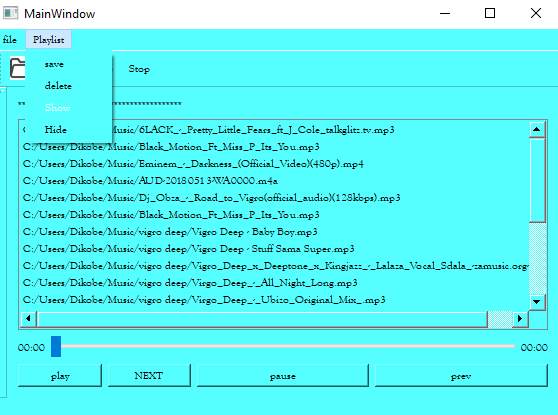 MainWindow
file Playlist
save
Stop
delete
Show
Hide
C:/Users/Dikobe/Music/6LACK_-_Pretty_Little_Fears_ft_J_Cole_talkglitz.tv.mp3
C:/Users/Dikobe/Music/Black_Motion_Ft_Miss_P_Its_You.mp3
C:/Users/Dikobe/Music/Eminem_-_Darkness_(Official_Video)(480p).mp4
C:/Users/Dikobe/Music/AUD-20180513-WA0000.m4a
C:/Users/Dikobe/Music/Dj_Obza_-_Road_to_Vigro(official_audio)(128kbps).mp3
C:/Users/Dikobe/Music/Black_Motion_Ft_Miss_P_Its_You.mp3
C:/Users/Dikobe/Music/vigro deep/Vigro Deep - Baby Boy.mp3
C:/Users/Dikobe/Music/vigro deep/Vigro Deep - Stuff Sama Super.mp3
C:/Users/Dikobe/Music/vigro deep/Vigro_Deep_x_Deeptone_x_Kingjazz_-_Lalaza_Vocal_Sdala_-zamusic.org
C:/Users/Dikobe/Music/vigro deep/Virgo_Deep_-_All_Night_Long.mp3
C:/Users/Dikobe/Music/vigro deep/Virgo_Deep_-_Ubizo_Original_Mix_.mp3
00:00 00:00
play NEXT pause prev